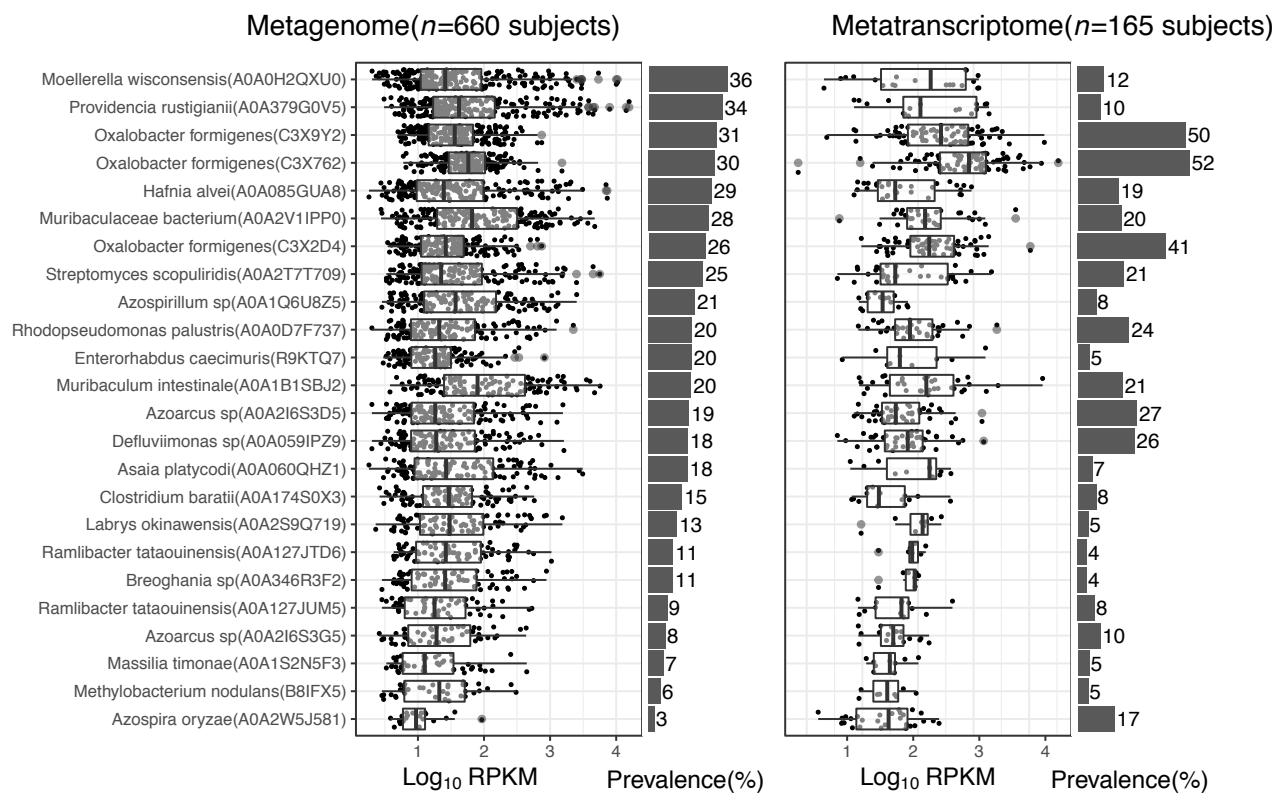 Metagenome(n=660 subjects) Metatranscriptome(n=165 subjects)
Moellerella wisconsensis(A0A0H2QXU0) 36 12
Providencia rustigianii(A0A379G0V5) 34 10
Oxalobacter formigenes(C3X9Y2) 31 50
Oxalobacter formigenes(C3X762) 30 52
Hafnia alvei(A0A085GUA8) 29 19
Muribaculaceae bacterium(A0A2V1IPP0) 28 20
Oxalobacter formigenes(C3X2D4) 26 41
Streptomyces scopuliridis(A0A2T7T709) 25 21
Azospirillum sp(A0A1Q6U8Z5) 21 8
Rhodopseudomonas palustris(A0A0D7F737) 20 24
Enterorhabdus caecimuris(R9KTQ7) 20 5
Muribaculum intestinale(A0A1B1SBJ2) 20 21
Azoarcus sp(A0A2I6S3D5) 19 27
Defluviimonas sp(A0A059IPZ9) 18 26
Asaia platycodi(A0A060QHZ1) 18 7
Clostridium baratii(A0A174S0X3) 15 8
Labrys okinawensis(A0A2S9Q719) 13 5
Ramlibacter tataouinensis(A0A127JTD6) 11 4
Breoghania sp(A0A346R3F2) 11 4
Ramlibacter tataouinensis(A0A127JUM5) 9 8
Azoarcus sp(A0A2I6S3G5) 8 10
Massilia timonae(A0A1S2N5F3) 7 5
Methylobacterium nodulans(B8IFX5) 6 5
Azospira oryzae(A0A2W5J581) 3 17
1 2 3 4 1 2 3 4
Log₁₀ RPKM Prevalence(%) Log₁₀ RPKM Prevalence(%)